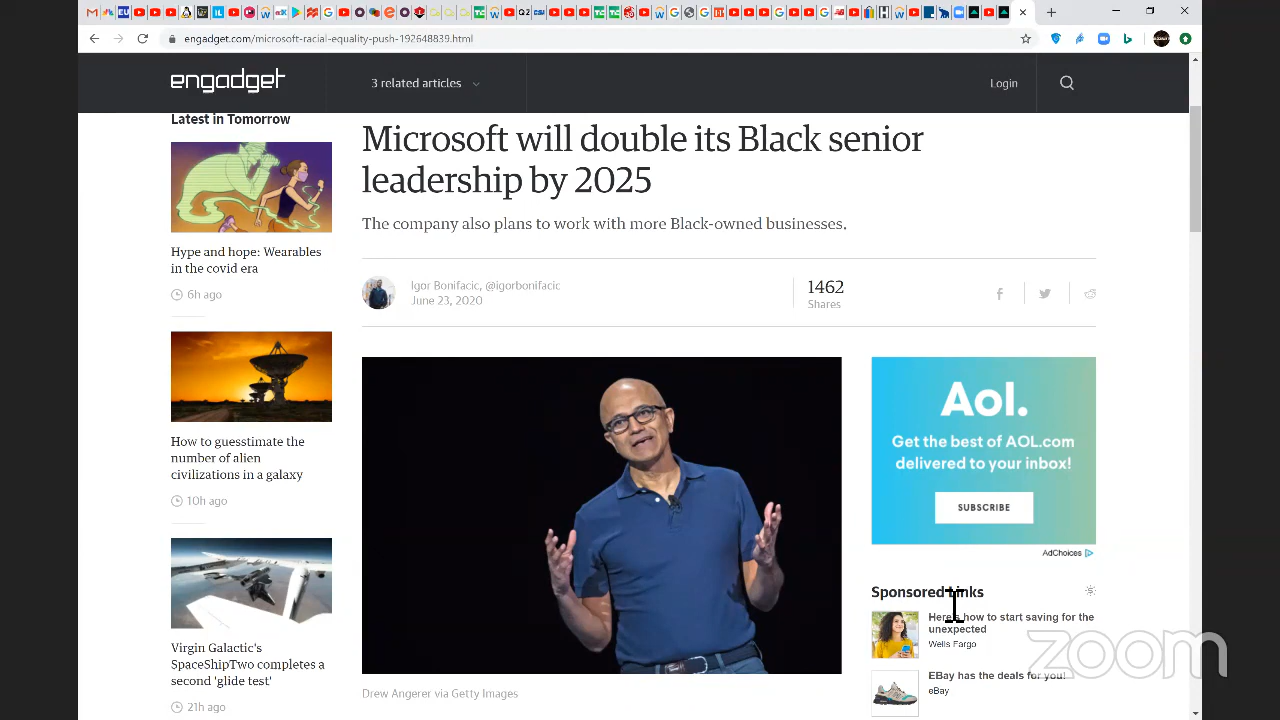 engadget.com/microsoft-racial-equality-push-192648839.html
engadget
3 related articles
Login
Latest in Tomorrow
Hype and hope: Wearables
in the covid era
6h ago
How to guesstimate the
number of alien
civilizations in a galaxy
10h ago
Virgin Galactic's
SpaceShipTwo completes a
second 'glide test'
21h ago
Microsoft will double its Black senior
leadership by 2025
The company also plans to work with more Black-owned businesses.
Igor Bonifacic, @igorbonifacic
June 23, 2020
1462
Shares
Drew Angerer via Getty Images
Aol.
Get the best of AOL.com
delivered to your inbox!
SUBSCRIBE
AdChoices
Sponsored Links
Here's how to start saving for the
unexpected
Wells Fargo
EBay has the deals for you!
eBay
zoom